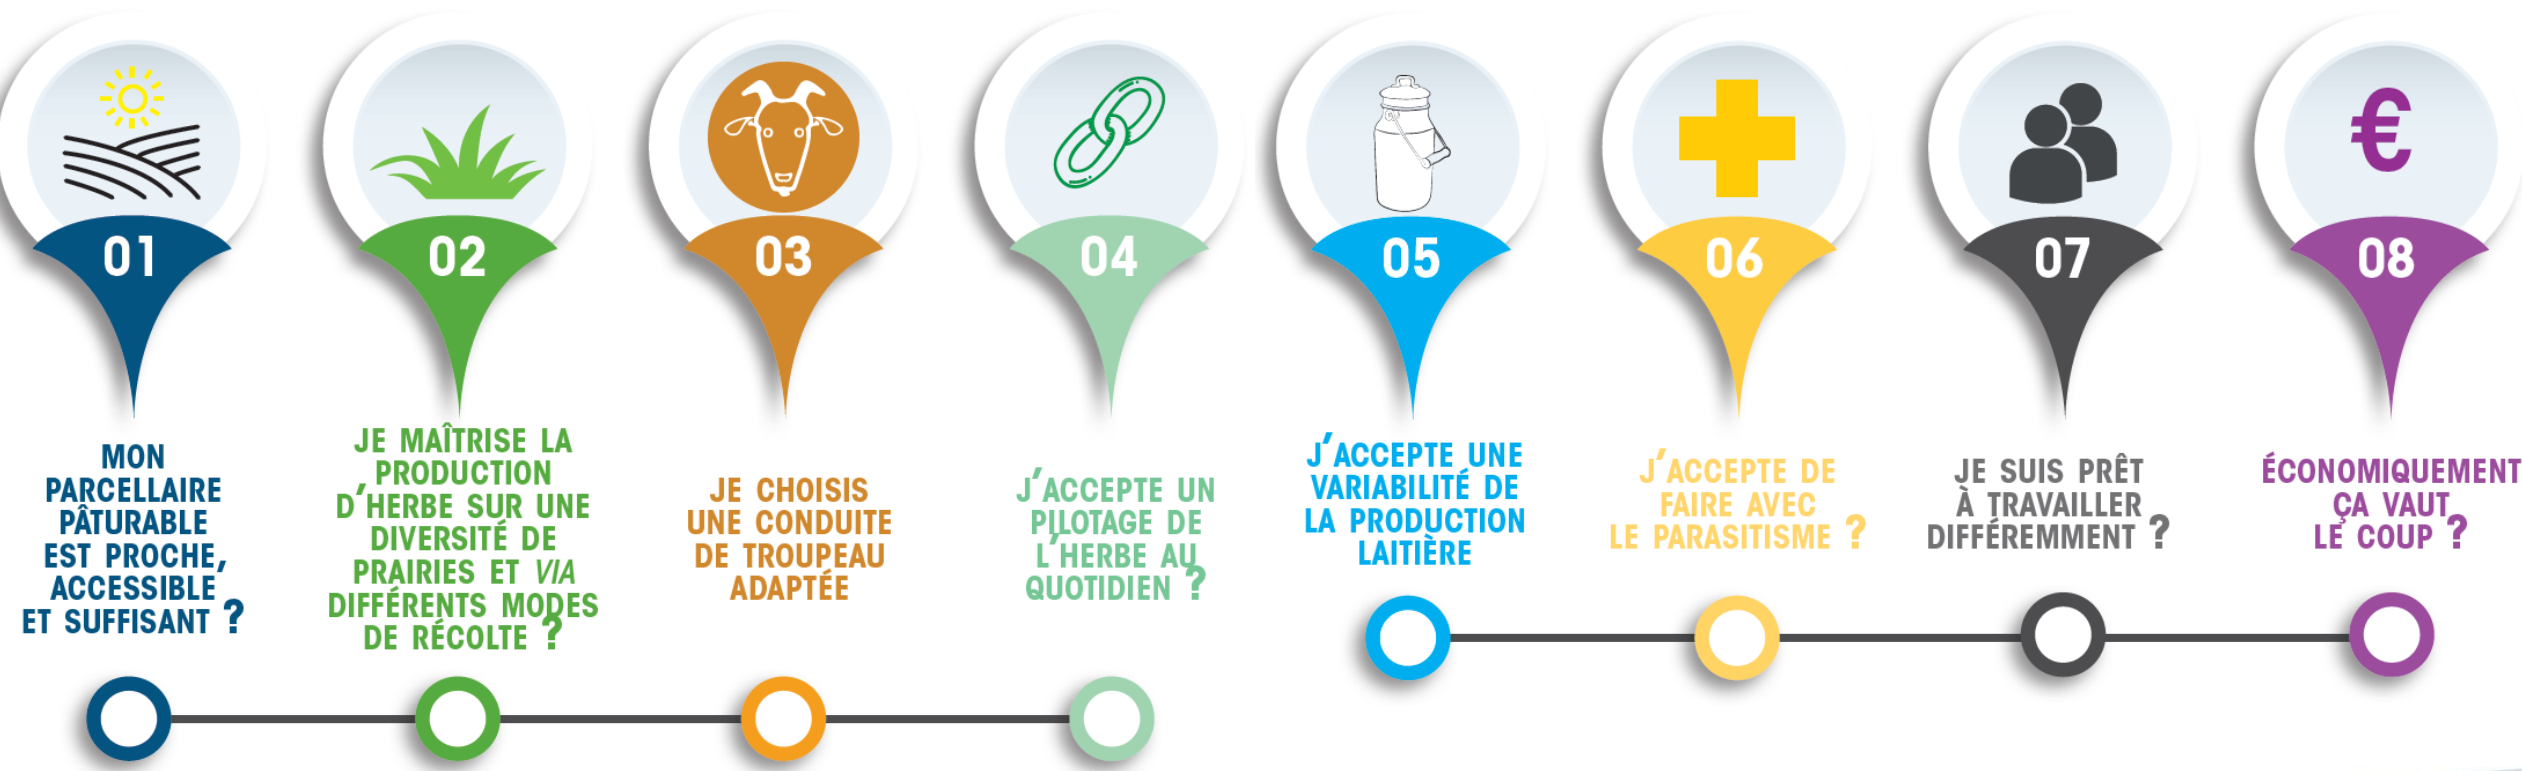 01
MON
PARCELLAIRE
PÂTURABLE
EST PROCHE,
ACCESSIBLE
ET SUFFISANT ?
02
JE MAÎTRISE LA
PRODUCTION
D'HERBE SUR UNE
DIVERSITÉ DE
PRAIRIES ET VIA
DIFFÉRENTS MODES
DE RÉCOLTE ?
03
JE CHOISIS
UNE CONDUITE
DE TROUPEAU
ADAPTÉE
04
J'ACCEPTE UN
PILOTAGE DE
L'HERBE AU
QUOTIDIEN ?
05
J'ACCEPTE UNE
VARIABILITÉ DE
LA PRODUCTION
LAITIÈRE
06
J'ACCEPTE DE
FAIRE AVEC
LE PARASITISME ?
07
JE SUIS PRÊT
À TRAVAILLER
DIFFÉREMMENT ?
€
08
ÉCONOMIQUEMENT
ÇA VAUT
LE COUP ?